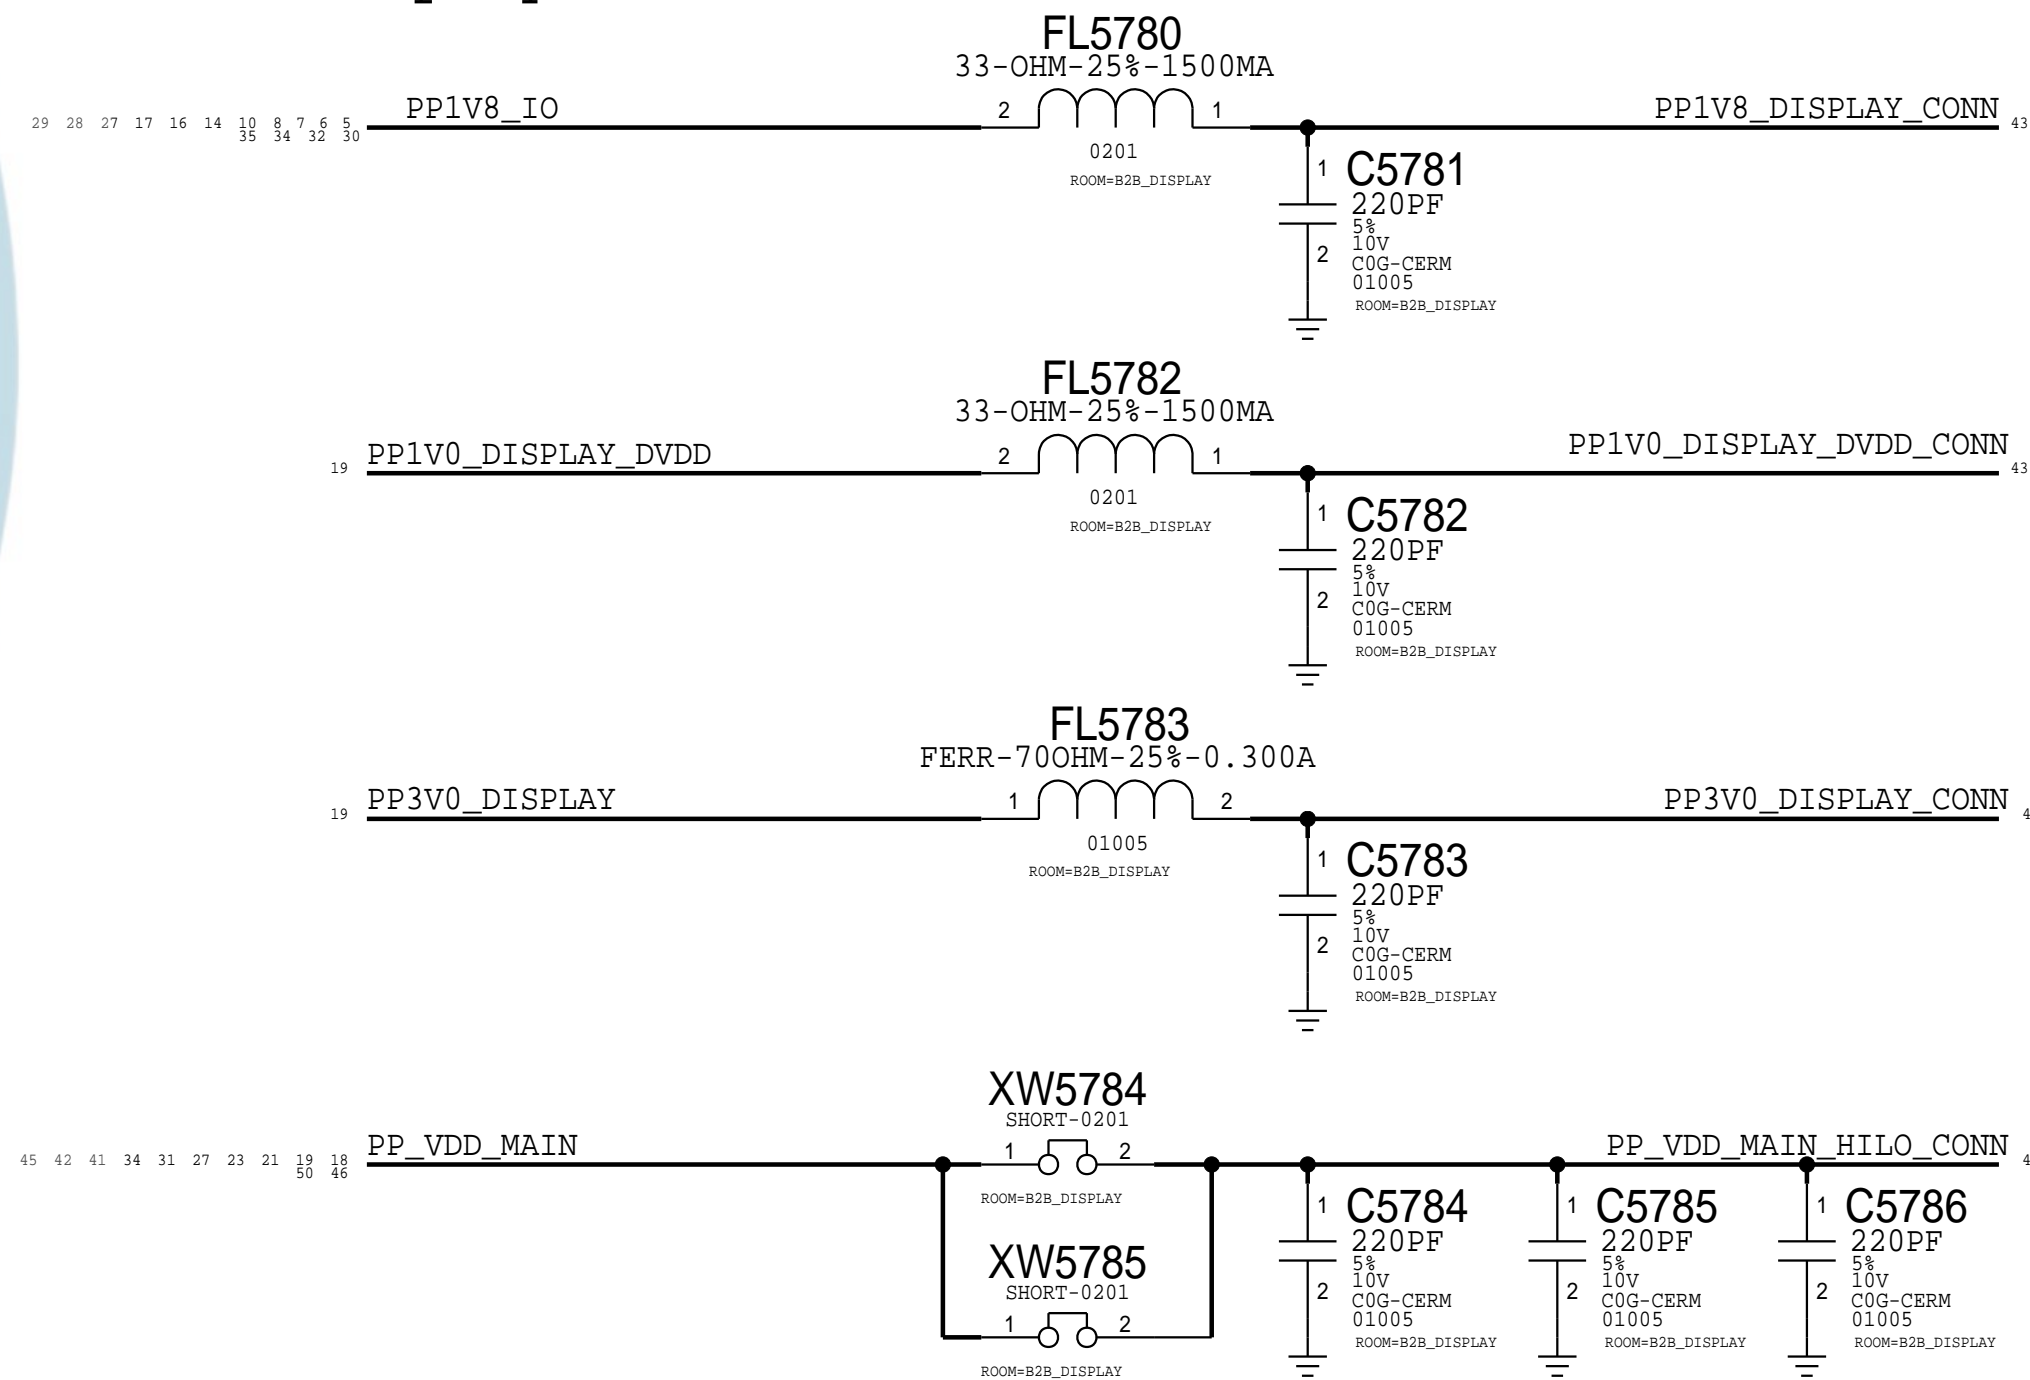 FL5780
33-OHM-25%-1500MA
PP1V8_IO
2
1
PP1V8_DISPLAY_CONN
29 28 27 17 16 14 10 8 7 6 5
35 34 32 30
43
0201
ROOM=B2B_DISPLAY
1
C5781
220PF
5%
10V
2
C0G-CERM
01005
ROOM=B2B_DISPLAY
FL5782
33-OHM-25%-1500MA
19
PP1V0_DISPLAY_DVDD
2
1
PP1V0_DISPLAY_DVDD_CONN
43
0201
ROOM=B2B_DISPLAY
1
C5782
220PF
5%
10V
2
C0G-CERM
01005
ROOM=B2B_DISPLAY
FL5783
FERR-70OHM-25%-0.300A
19
PP3V0_DISPLAY
1
2
PP3V0_DISPLAY_CONN
4
01005
ROOM=B2B_DISPLAY
1
C5783
220PF
5%
10V
2
C0G-CERM
01005
ROOM=B2B_DISPLAY
XW5784
SHORT-0201
45 42 41 34 31 27 23 21 19 18
50 46
PP_VDD_MAIN
1
2
PP_VDD_MAIN_HILO_CONN
4
ROOM=B2B_DISPLAY
XW5785
SHORT-0201
1
2
ROOM=B2B_DISPLAY
1
C5784
220PF
5%
10V
2
C0G-CERM
01005
ROOM=B2B_DISPLAY
1
C5785
220PF
5%
10V
2
C0G-CERM
01005
ROOM=B2B_DISPLAY
1
C5786
220PF
5%
10V
2
C0G-CERM
01005
ROOM=B2B_DISPLAY